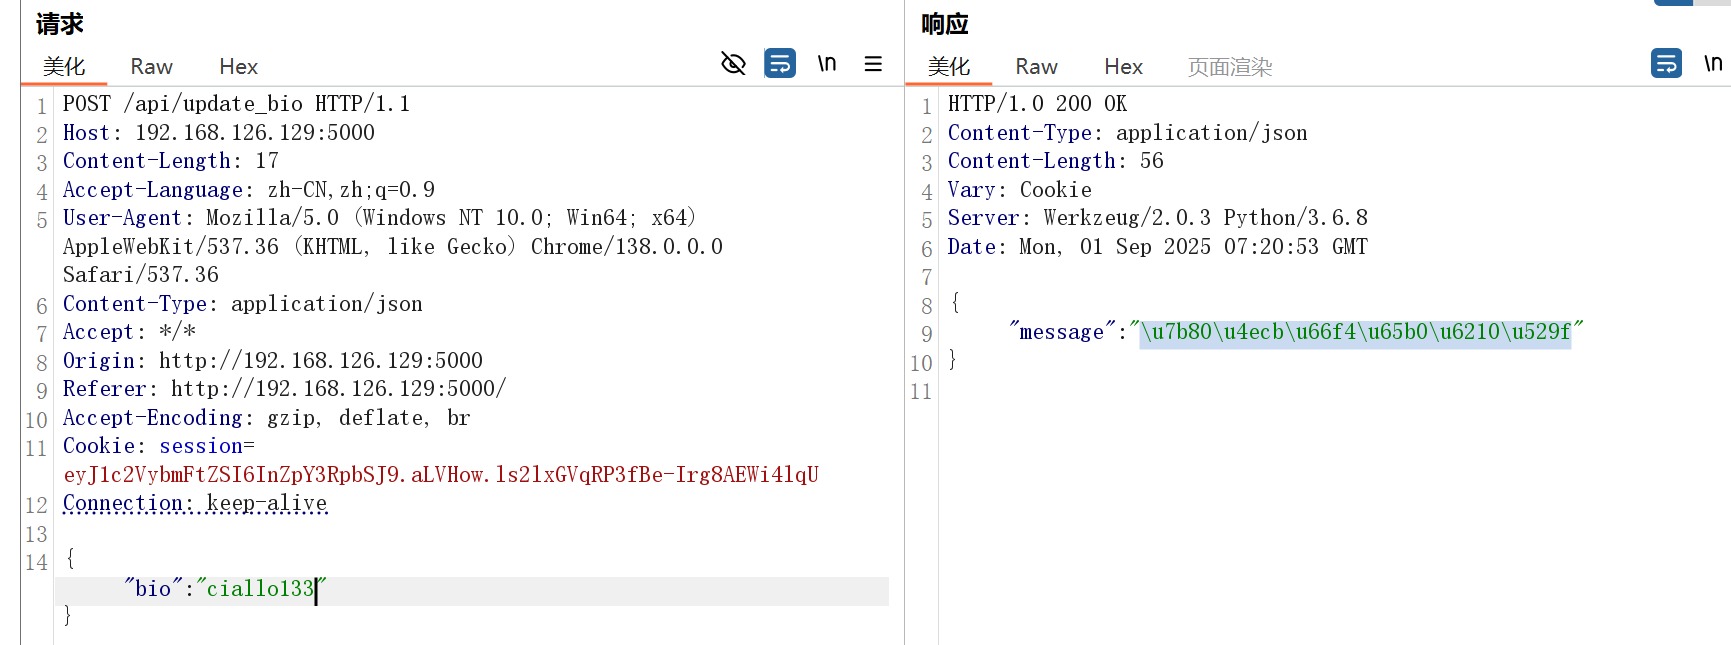 请求
美化 Raw Hex \n
1 POST /api/update_bio HTTP/1.1
2 Host: 192.168.126.129:5000
3 Content-Length: 17
4 Accept-Language: zh-CN,zh;q=0.9
5 User-Agent: Mozilla/5.0 (Windows NT 10.0; Win64; x64)
AppleWebKit/537.36 (KHTML, like Gecko) Chrome/138.0.0.0
Safari/537.36
6 Content-Type: application/json
7 Accept: */*
8 Origin: http://192.168.126.129:5000
9 Referer: http://192.168.126.129:5000/
10 Accept-Encoding: gzip, deflate, br
11 Cookie: session=
eyJ1c2VybmFtZSI6InZpY3RpbSJ9.aLVHow.ls2lxGVqRP3fBe-Irg8AEWi4lqU
12 Connection: keep-alive
13
14 {
"bio":"ciallo133"
}
响应
美化 Raw Hex 页面渲染 \n
1 HTTP/1.0 200 OK
2 Content-Type: application/json
3 Content-Length: 56
4 Vary: Cookie
5 Server: Werkzeug/2.0.3 Python/3.6.8
6 Date: Mon, 01 Sep 2025 07:20:53 GMT
7
8 {
9 "message":"\u7b80\u4ecb\u66f4\u65b0\u6210\u529f"
10 }
11